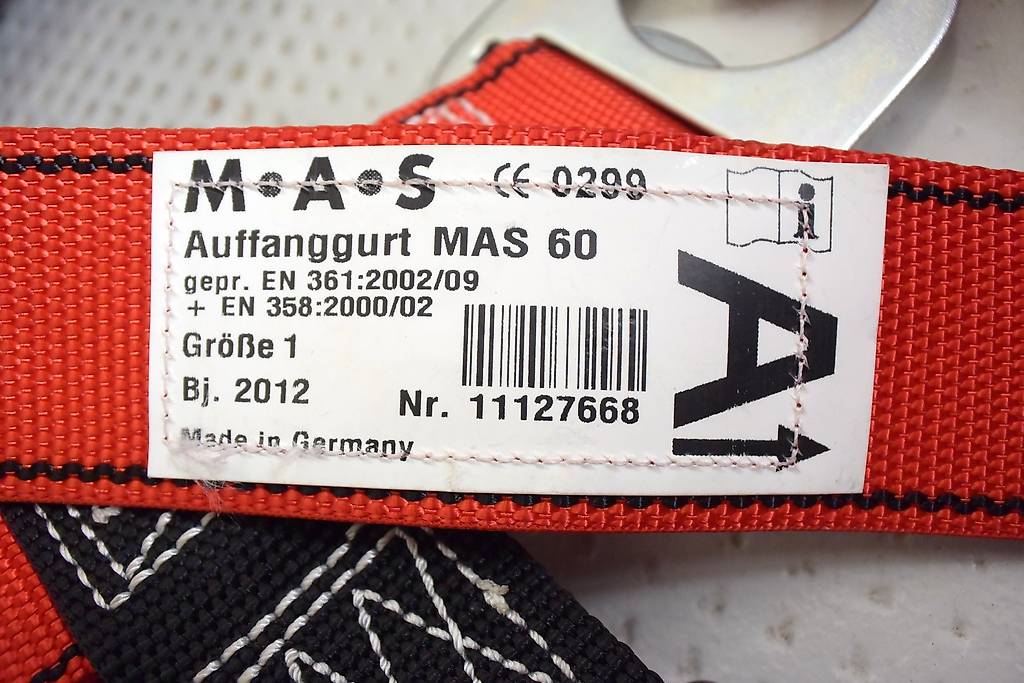 M•A•S CE 0299
Auffanggurt MAS 60
gepr. EN 361:2002/09
+ EN 358:2000/02
Größe 1
Bj. 2012
Nr. 11127668
Made in Germany
i
A